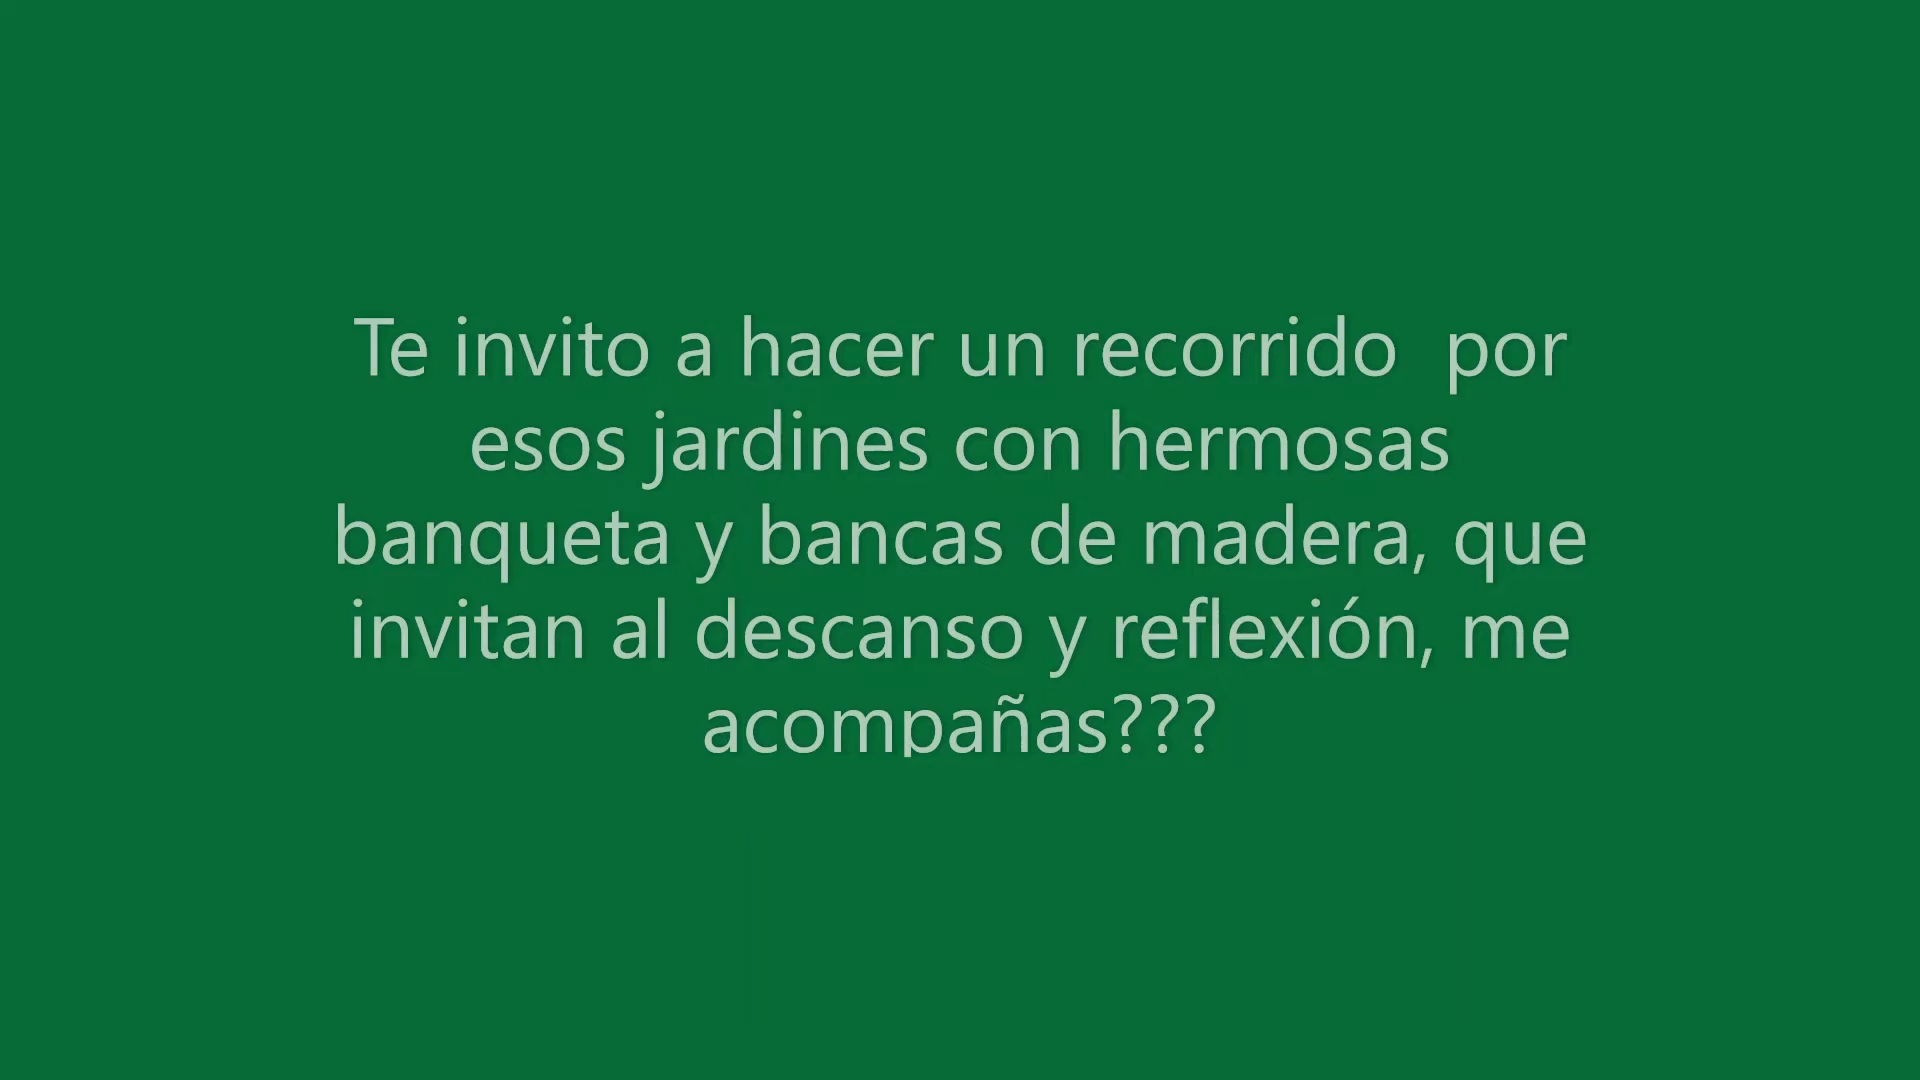 Te invito a hacer un recorrido  por
esos jardines con hermosas
banqueta y bancas de madera, que
invitan al descanso y reflexión, me
acompañas???